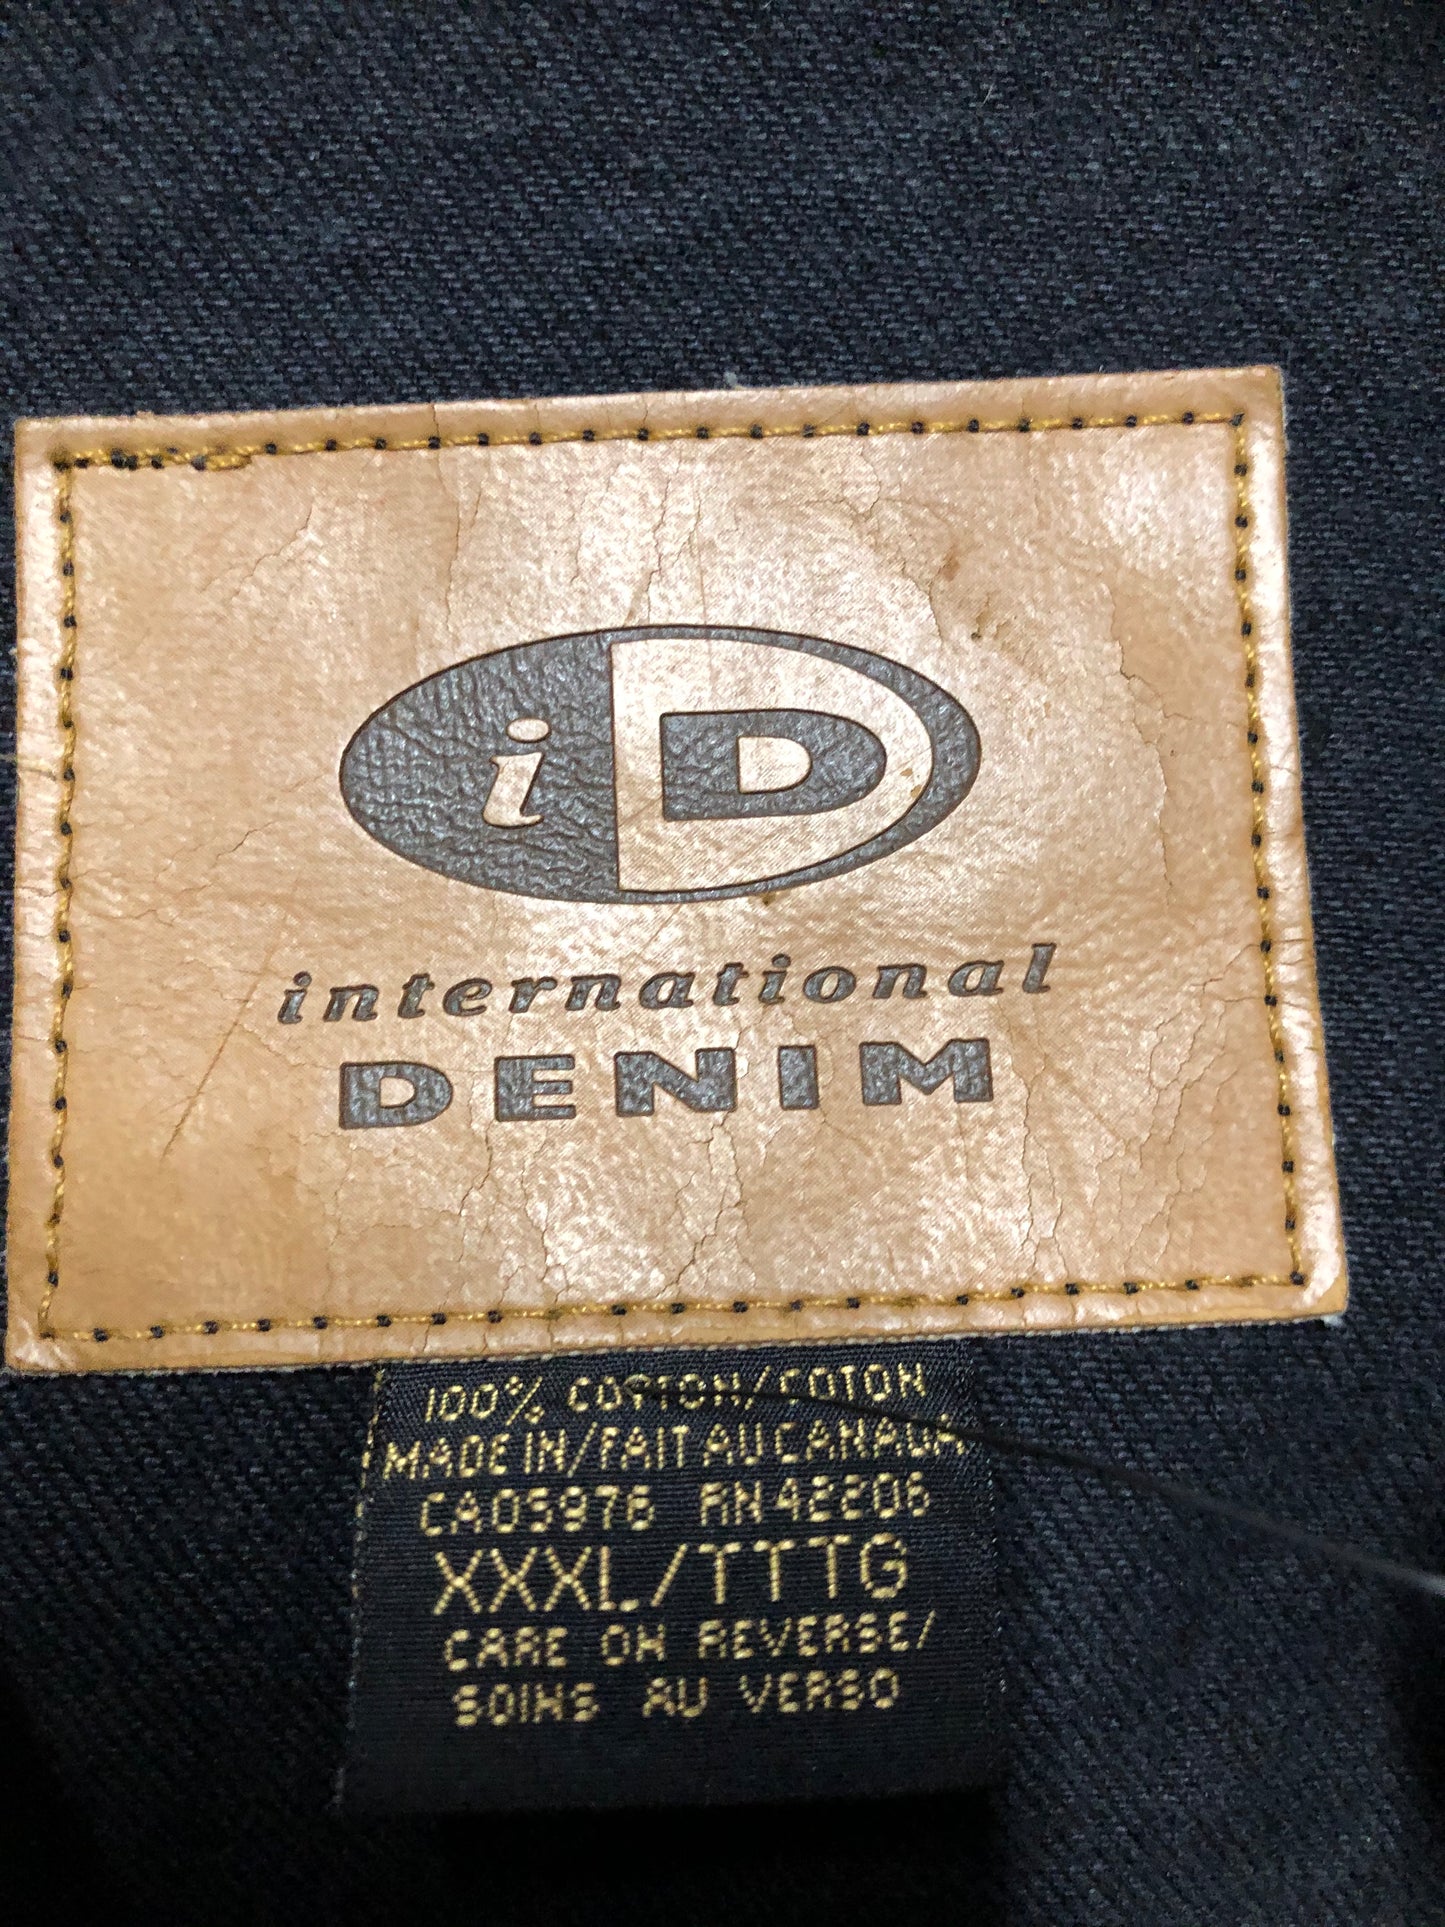 iD
international
DENIM
100% COTTON/COTON
MADE IN/FAIT AU CANADA
CA05976 RN42206
XXXL/TTTG
CARE ON REVERSE/
SOINS AU VERSO